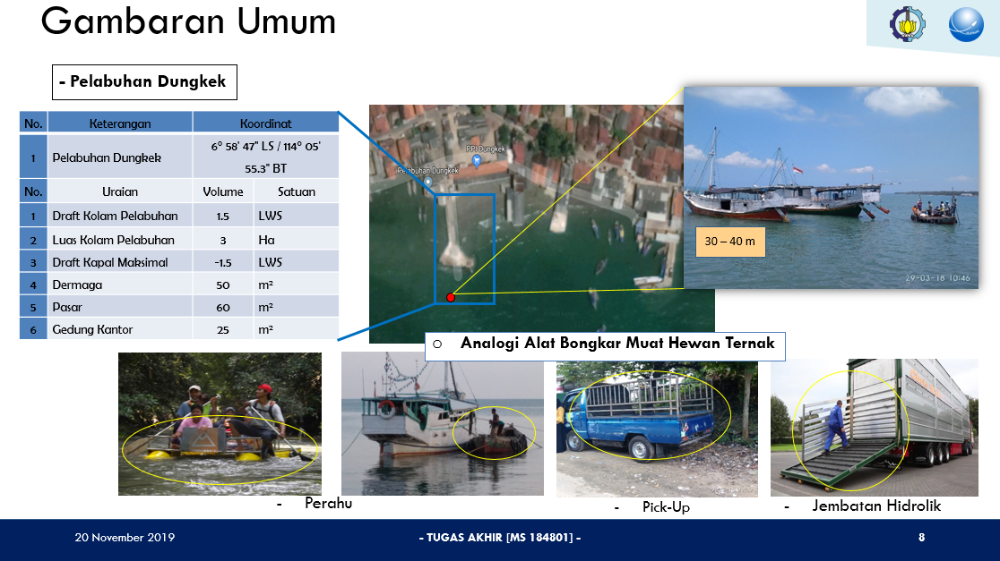 Gambaran Umum
- Pelabuhan Dungkek
No. Keterangan Koordinat
1 Pelabuhan Dungkek 6° 58' 47" LS / 114° 05' 55.3" BT
No. Uraian Volume Satuan
1 Draft Kolam Pelabuhan 1.5 LWS
2 Luas Kolam Pelabuhan 3 Ha
3 Draft Kapal Maksimal -1.5 LWS
4 Dermaga 50 m²
5 Pasar 60 m²
6 Gedung Kantor 25 m²
PPI Dungkek
Pelabuhan Dungkek
30 – 40 m
29-03-18 10:46
o Analogi Alat Bongkar Muat Hewan Ternak
- Perahu
- Pick-Up
- Jembatan Hidrolik
20 November 2019
- TUGAS AKHIR [MS 184801] -
8